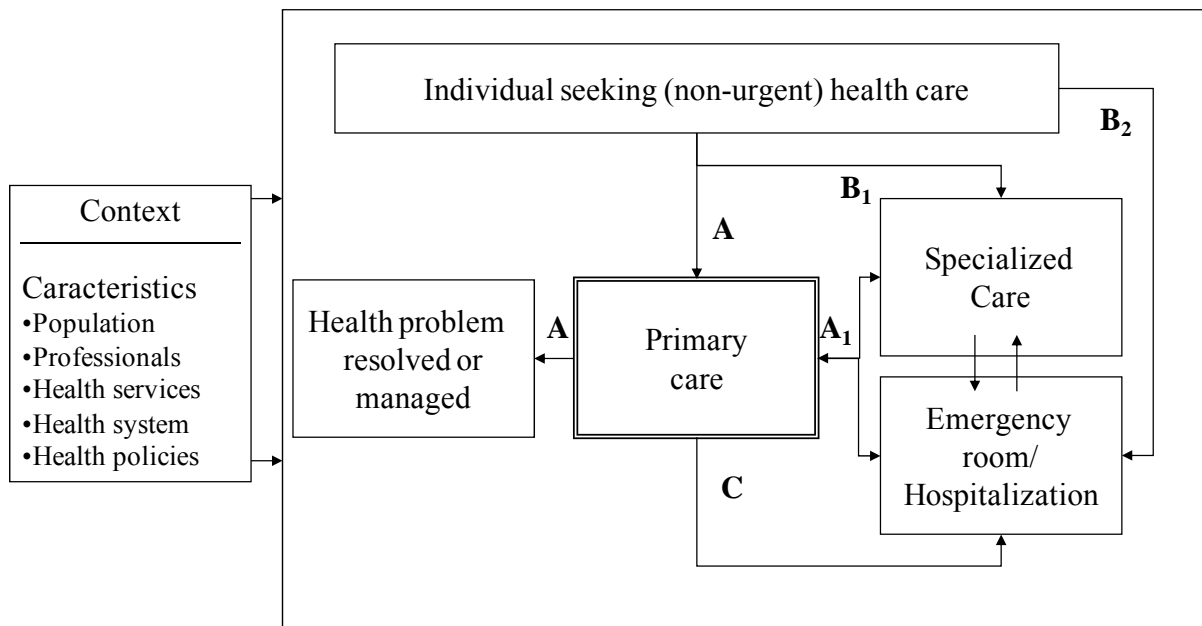 Individual seeking (non-urgent) health care
B₂
B₁
Context
Caracteristics
•Population
•Professionals
•Health services
•Health system
•Health policies
A
Specialized
Care
Health problem
resolved or
managed
A
Primary
care
A₁
Emergency
room/
Hospitalization
C